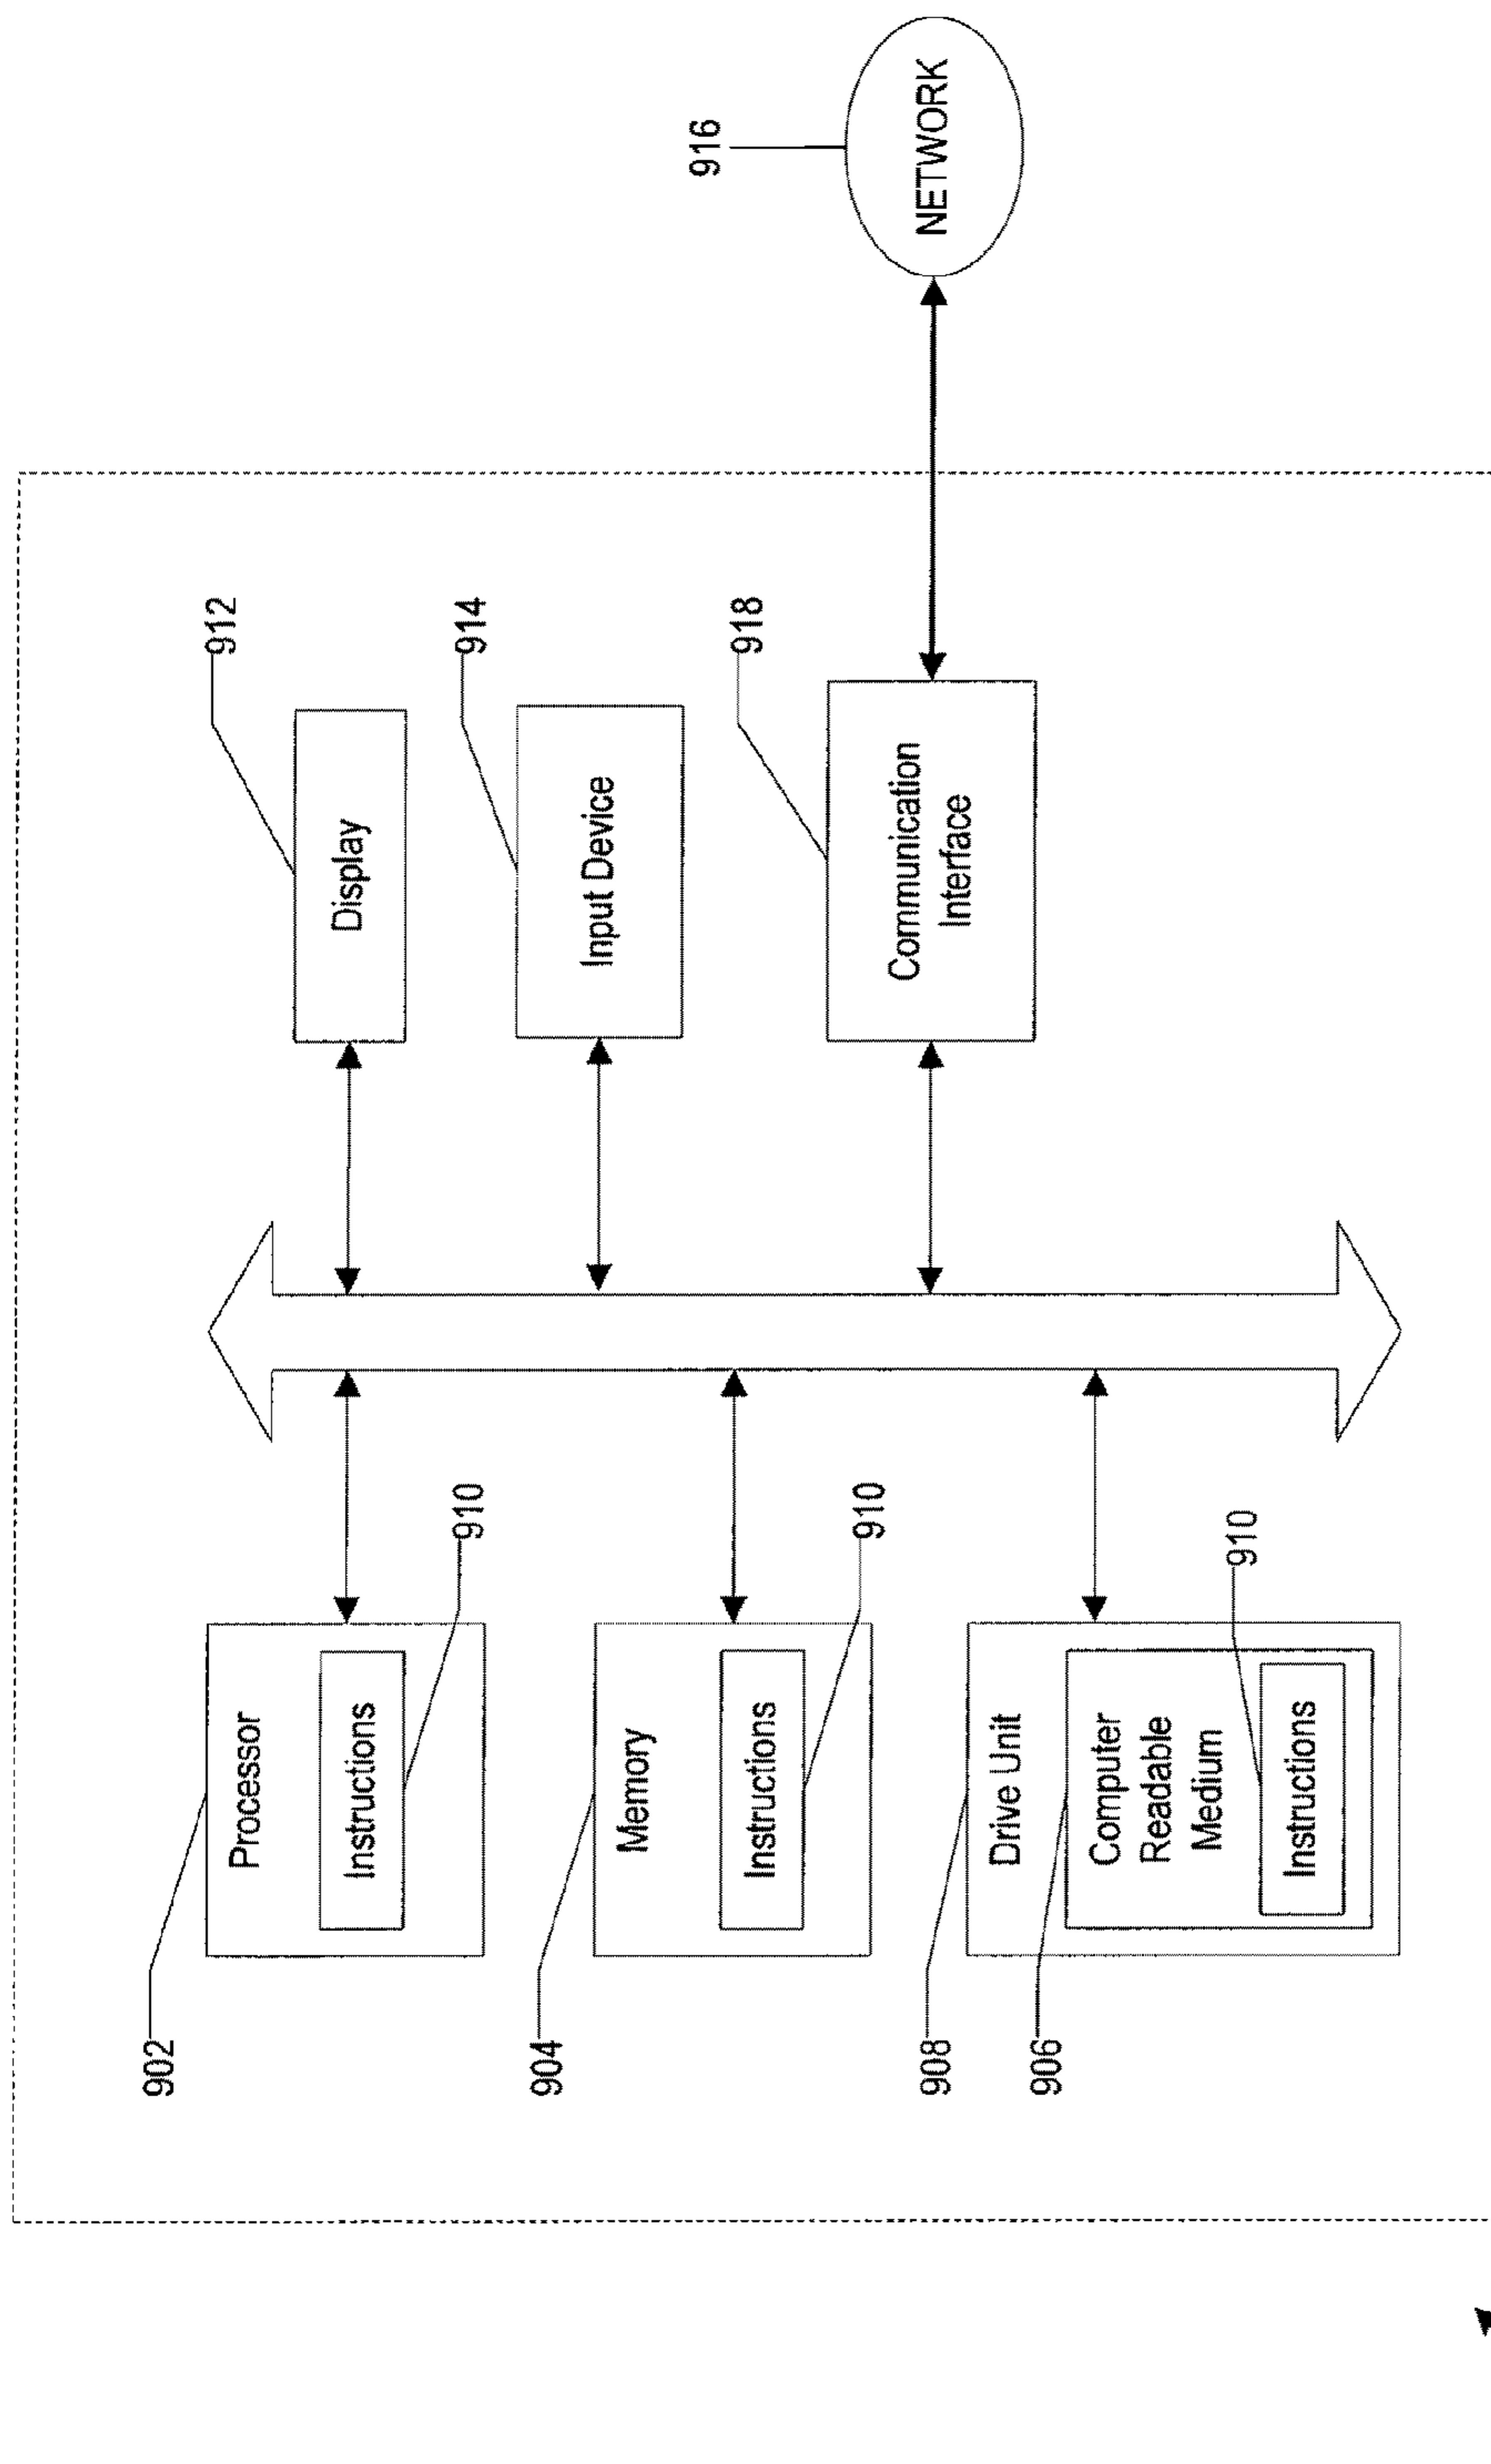 902
Processor
Instructions
910
904
Memory
Instructions
910
908
Drive Unit
906
Computer
Readable
Medium
910
Instructions
912
Display
914
Input Device
918
Communication
Interface
916
NETWORK